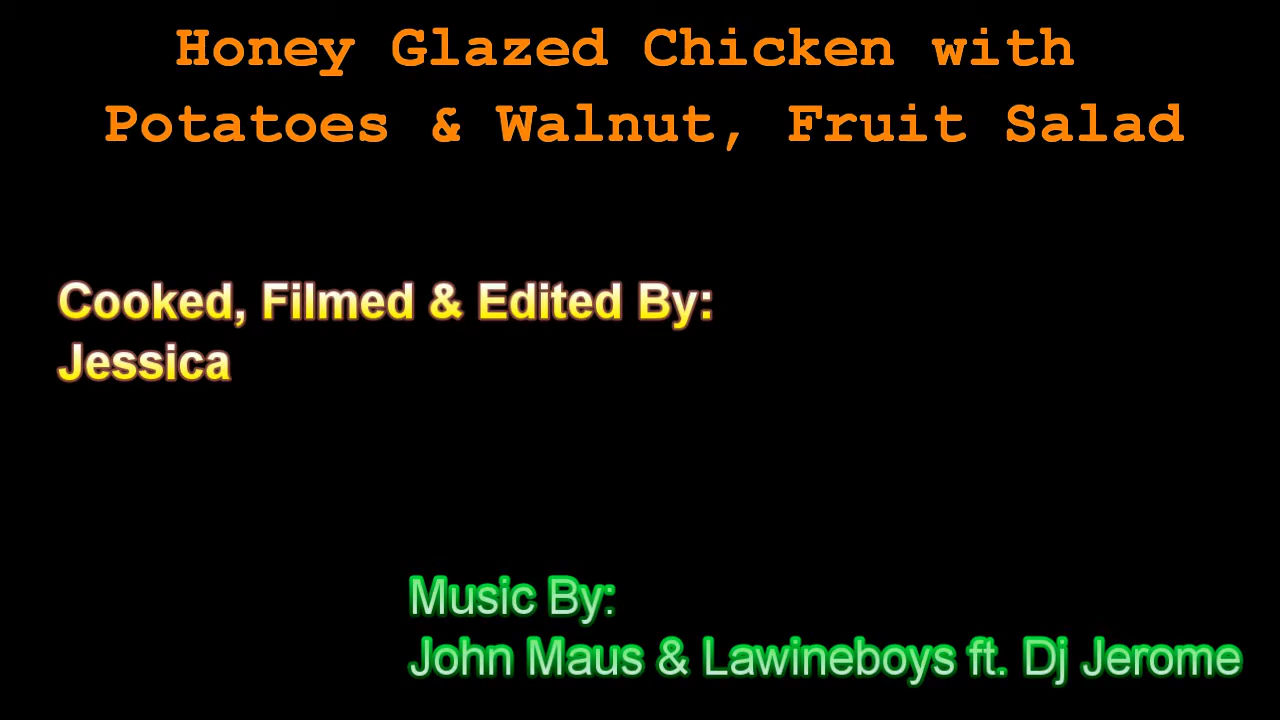 Honey Glazed Chicken with
Potatoes & Walnut, Fruit Salad
Cooked, Filmed & Edited By:
Jessica
Music By:
John Maus & Lawineboys ft. Dj Jerome